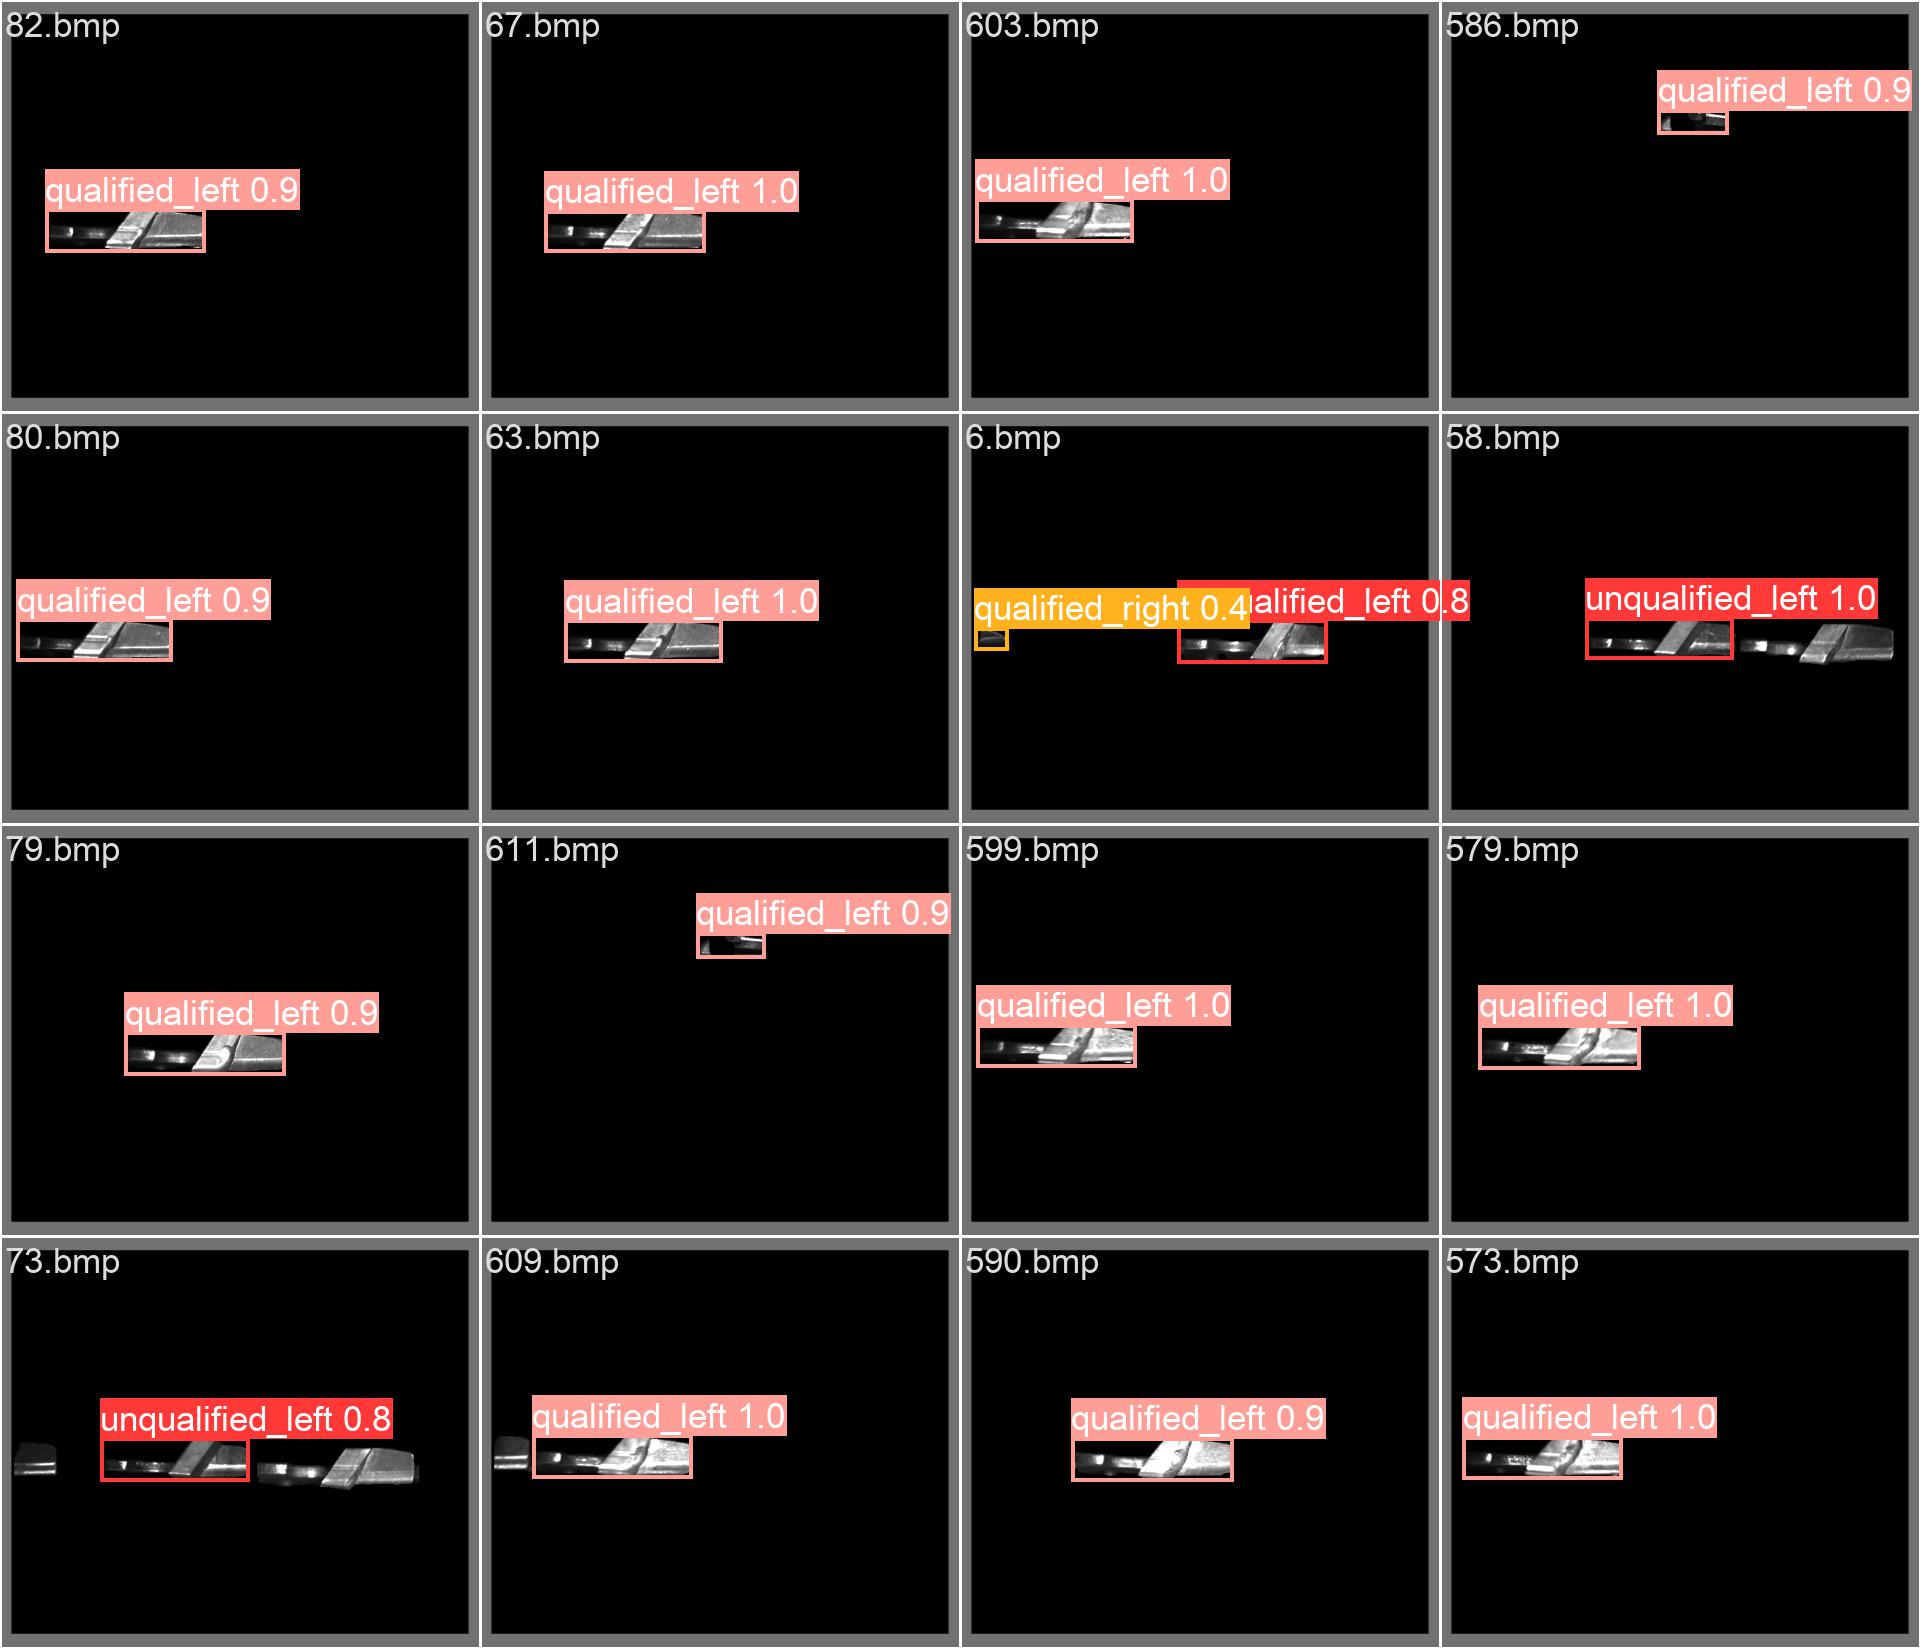 82.bmp
qualified_left 0.9
67.bmp
qualified_left 1.0
603.bmp
qualified_left 1.0
586.bmp
qualified_left 0.9
80.bmp
qualified_left 0.9
63.bmp
qualified_left 1.0
6.bmp
qualified_right 0.4
alified_left 0.8
58.bmp
unqualified_left 1.0
79.bmp
qualified_left 0.9
611.bmp
qualified_left 0.9
599.bmp
qualified_left 1.0
579.bmp
qualified_left 1.0
73.bmp
unqualified_left 0.8
609.bmp
qualified_left 1.0
590.bmp
qualified_left 0.9
573.bmp
qualified_left 1.0